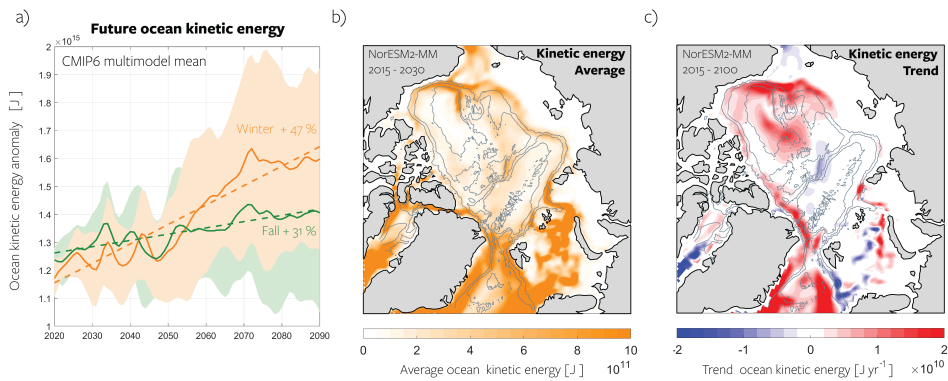 a)
Future ocean kinetic energy
2 ×10¹⁵
CMIP6 multimodel mean
1.9
1.8
1.7
1.6
1.5
1.4
1.3
1.2
1.1
1
Ocean kinetic energy anomaly [ J ]
Winter + 47 %
Fall + 31 %
2020 2030 2040 2050 2060 2070 2080 2090
b)
NorESM2-MM
2015 - 2030
Kinetic energy
Average
0 2 4 6 8 10
Average ocean kinetic energy [ J ] 10¹¹
c)
NorESM2-MM
2015 - 2100
Kinetic energy
Trend
-2 -1 0 1 2
Trend ocean kinetic energy [ J yr⁻¹ ] ×10¹⁰